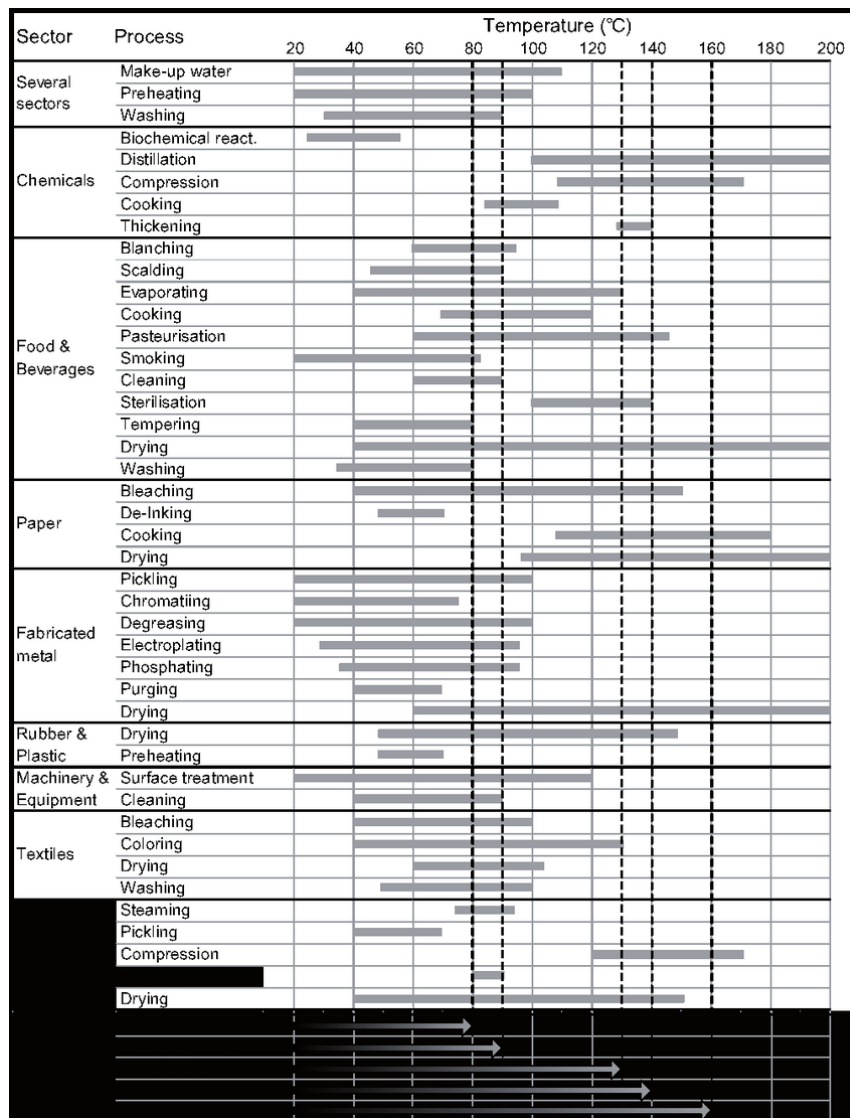 Temperature (°C)
Sector Process
20 40 60 80 100 120 140 160 180 200
Several sectors
Make-up water
Preheating
Washing
Chemicals
Biochemical react.
Distillation
Compression
Cooking
Thickening
Food & Beverages
Blanching
Scalding
Evaporating
Cooking
Pasteurisation
Smoking
Cleaning
Sterilisation
Tempering
Drying
Washing
Paper
Bleaching
De-Inking
Cooking
Drying
Fabricated metal
Pickling
Chromatiing
Degreasing
Electroplating
Phosphating
Purging
Drying
Rubber & Plastic
Drying
Preheating
Machinery & Equipment
Surface treatment
Cleaning
Textiles
Bleaching
Coloring
Drying
Washing
Steaming
Pickling
Compression
Drying